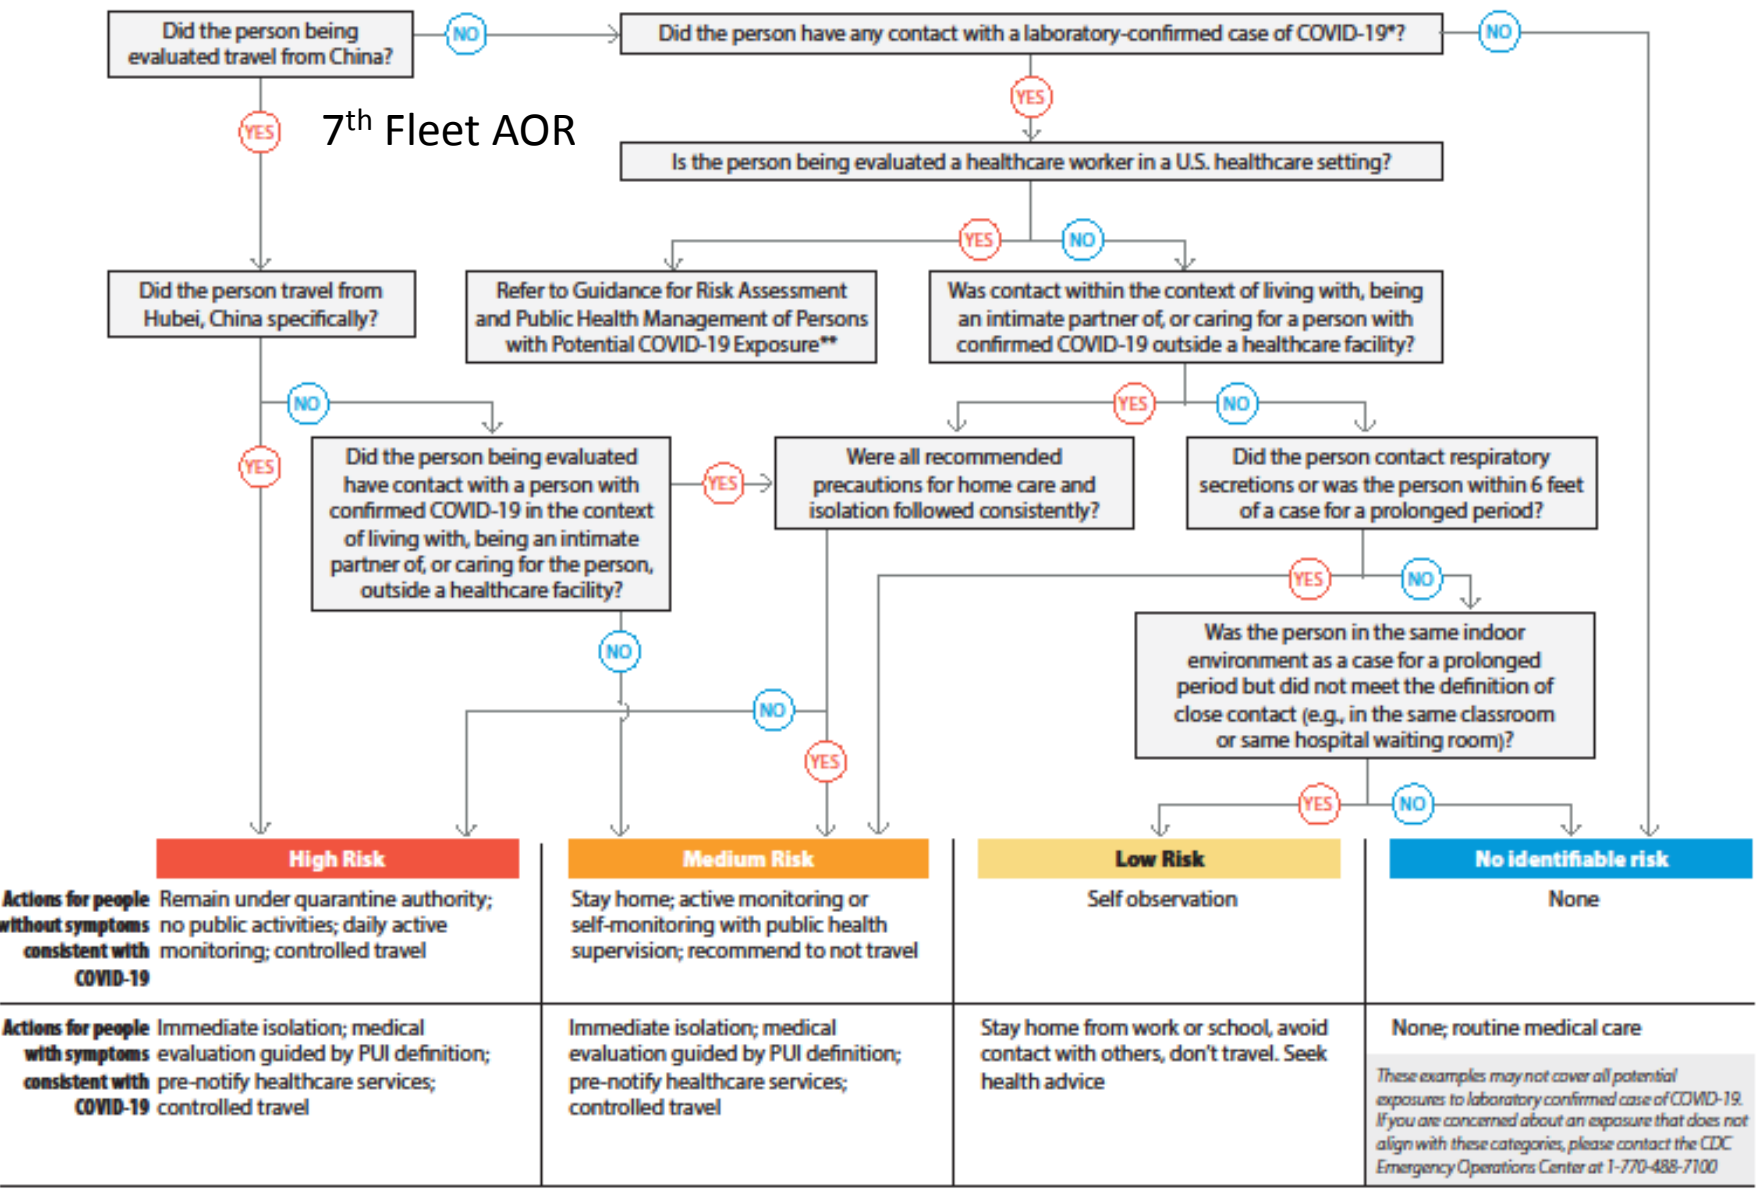 Did the person being
evaluated travel from China?
NO
Did the person have any contact with a laboratory-confirmed case of COVID-19*?
NO
YES
7th Fleet AOR
YES
Is the person being evaluated a healthcare worker in a U.S. healthcare setting?
YES
NO
Did the person travel from
Hubei, China specifically?
Refer to Guidance for Risk Assessment
and Public Health Management of Persons
with Potential COVID-19 Exposure**
Was contact within the context of living with, being
an intimate partner of, or caring for a person with
confirmed COVID-19 outside a healthcare facility?
NO
YES
NO
YES
Did the person being evaluated
have contact with a person with
confirmed COVID-19 in the context
of living with, being an intimate
partner of, or caring for the person,
outside a healthcare facility?
YES
Were all recommended
precautions for home care and
isolation followed consistently?
Did the person contact respiratory
secretions or was the person within 6 feet
of a case for a prolonged period?
YES
NO
NO
Was the person in the same indoor
environment as a case for a prolonged
period but did not meet the definition of
close contact (e.g., in the same classroom
or same hospital waiting room)?
NO
YES
YES
NO
High Risk
Medium Risk
Low Risk
No identifiable risk
Actions for people
without symptoms
consistent with
COVID-19
Remain under quarantine authority;
no public activities; daily active
monitoring; controlled travel
Stay home; active monitoring or
self-monitoring with public health
supervision; recommend to not travel
Self observation
None
Actions for people
with symptoms
consistent with
COVID-19
Immediate isolation; medical
evaluation guided by PUI definition;
pre-notify healthcare services;
controlled travel
Immediate isolation; medical
evaluation guided by PUI definition;
pre-notify healthcare services;
controlled travel
Stay home from work or school, avoid
contact with others, don't travel. Seek
health advice
None; routine medical care
These examples may not cover all potential
exposures to laboratory confirmed case of COVID-19.
If you are concerned about an exposure that does not
align with these categories, please contact the CDC
Emergency Operations Center at 1-770-488-7100